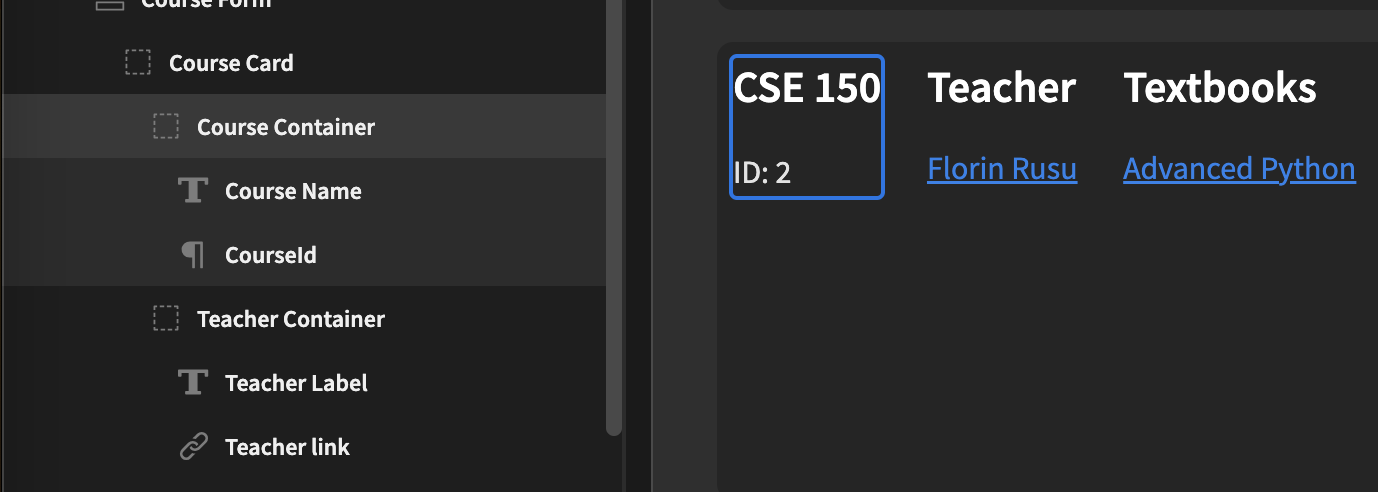 Course Form
Course Card
Course Container
Course Name
CourseId
Teacher Container
Teacher Label
Teacher link
CSE 150
ID: 2
Teacher
Florin Rusu
Textbooks
Advanced Python